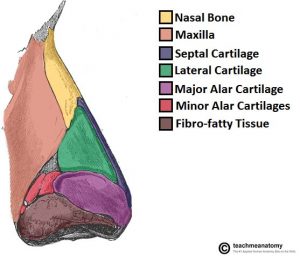 Nasal Bone
Maxilla
Septal Cartilage
Lateral Cartilage
Major Alar Cartilage
Minor Alar Cartilages
Fibro-fatty Tissue
teachmeanatomy